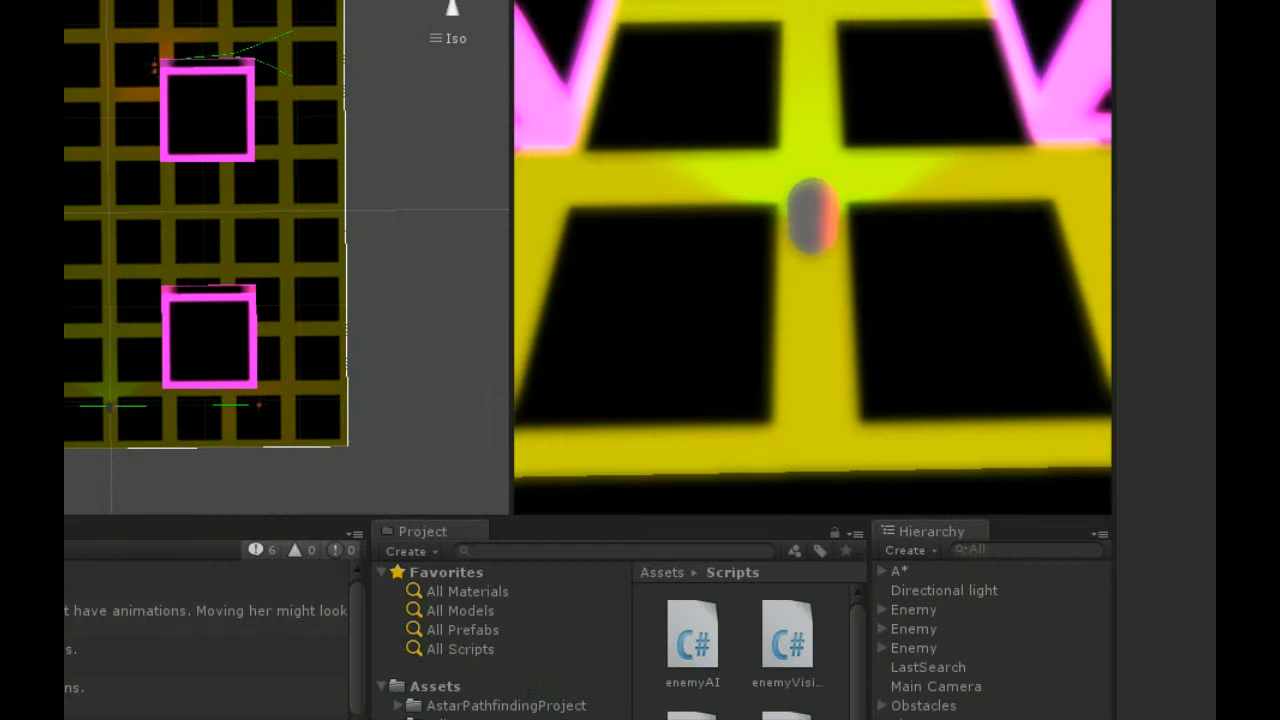 Iso
Project
Hierarchy
6 0 0
Create
Create
All
Favorites
All Materials
All Models
All Prefabs
All Scripts
Assets
AstarPathfindingProject
Assets ▸ Scripts
C# C#
enemyAI enemyVisi...
A*
Directional light
Enemy
Enemy
Enemy
LastSearch
Main Camera
Obstacles
t have animations. Moving her might look
s.
ns.